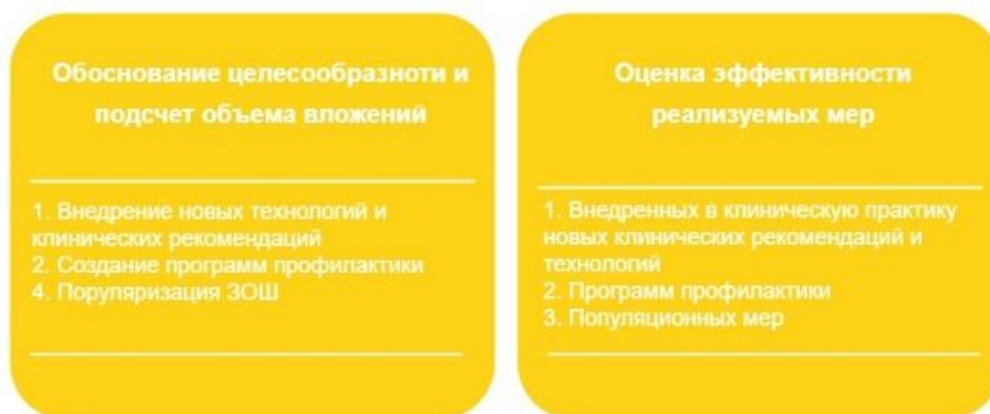 Обоснование целесообразноти и
подсчет объема вложений
1. Внедрение новых технологий и
клинических рекомендаций
2. Создание программ профилактики
4. Поруляризация ЗОШ
Оценка эффективности
реализуемых мер
1. Внедренных в клиническую практику
новых клинических рекомендаций и
технологий
2. Программ профилактики
3. Популяционных мер